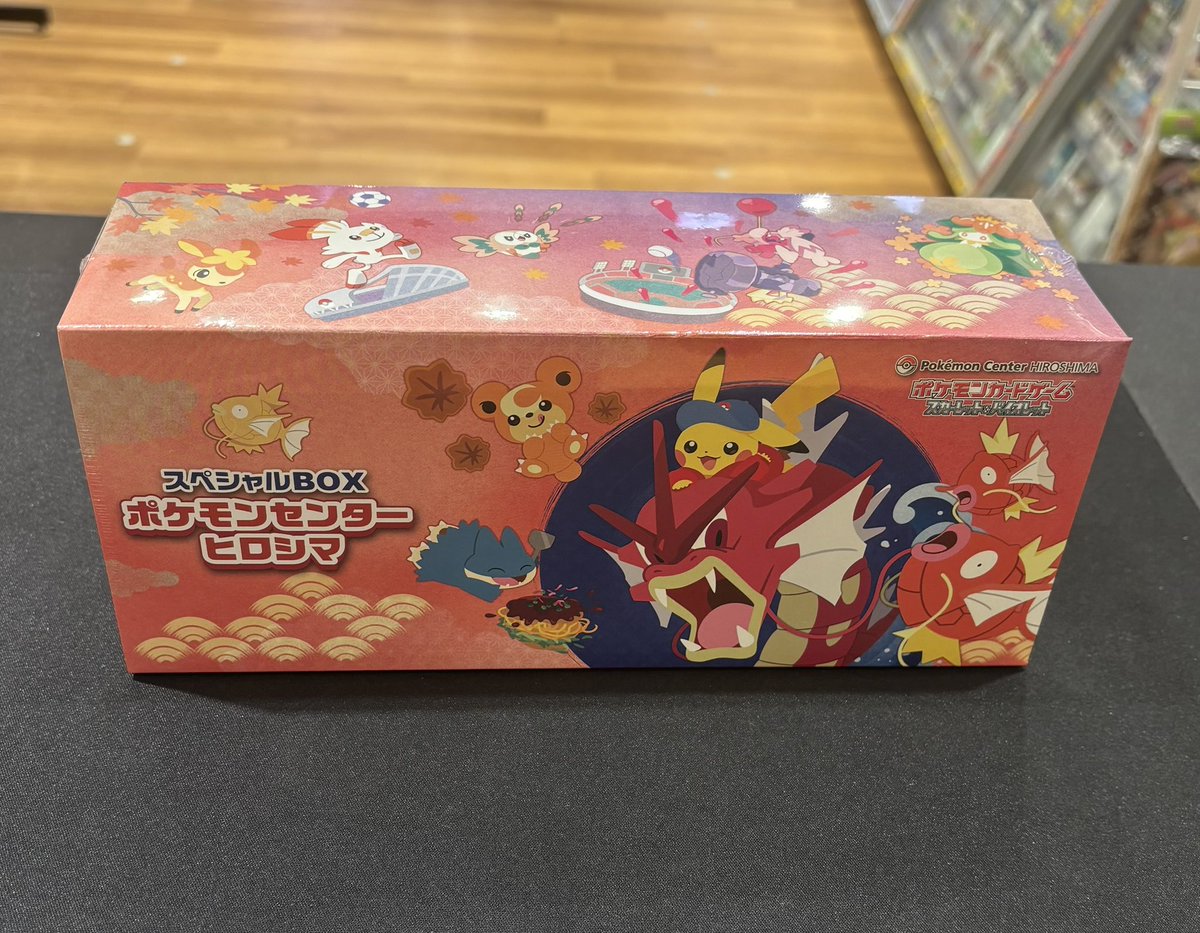 Pokémon Center HIROSHIMA
ポケモンカードゲーム
スカーレット&バイオレット
スペシャルBOX
ポケモンセンター
ヒロシマ